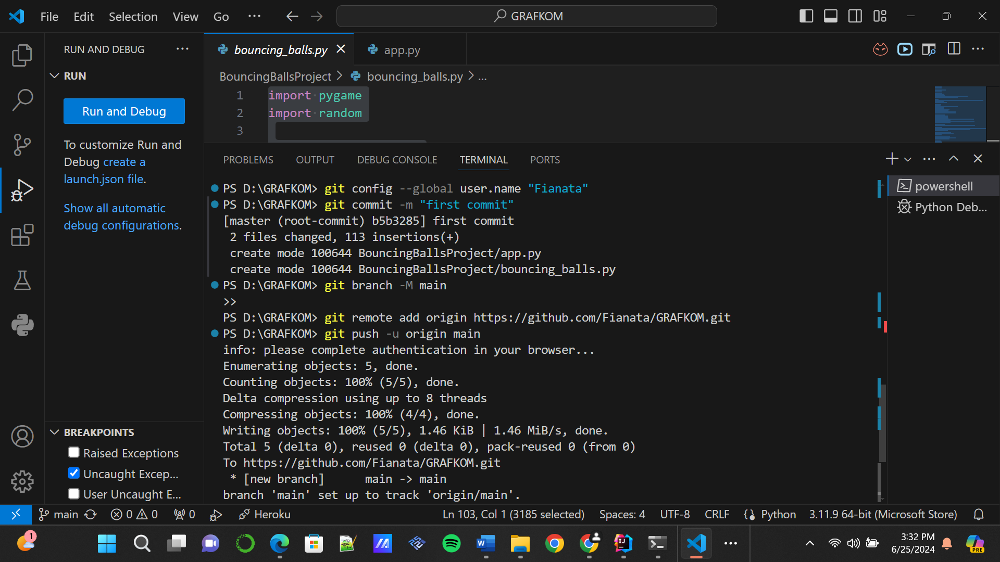 File Edit Selection View Go ···
GRAFKOM
RUN AND DEBUG ···
RUN
Run and Debug
To customize Run and
Debug create a
launch.json file.
Show all automatic
debug configurations.
BREAKPOINTS
Raised Exceptions
Uncaught Excep...
User Uncaught E...
bouncing_balls.py
app.py
BouncingBallsProject > bouncing_balls.py > ...
1 import pygame
2 import random
3
PROBLEMS OUTPUT DEBUG CONSOLE TERMINAL PORTS
PS D:\GRAFKOM> git config --global user.name "Fianata"
PS D:\GRAFKOM> git commit -m "first commit"
[master (root-commit) b5b3285] first commit
2 files changed, 113 insertions(+)
create mode 100644 BouncingBallsProject/app.py
create mode 100644 BouncingBallsProject/bouncing_balls.py
PS D:\GRAFKOM> git branch -M main
>>
PS D:\GRAFKOM> git remote add origin https://github.com/Fianata/GRAFKOM.git
PS D:\GRAFKOM> git push -u origin main
info: please complete authentication in your browser...
Enumerating objects: 5, done.
Counting objects: 100% (5/5), done.
Delta compression using up to 8 threads
Compressing objects: 100% (4/4), done.
Writing objects: 100% (5/5), 1.46 KiB | 1.46 MiB/s, done.
Total 5 (delta 0), reused 0 (delta 0), pack-reused 0 (from 0)
To https://github.com/Fianata/GRAFKOM.git
* [new branch]      main -> main
branch 'main' set up to track 'origin/main'.
powershell
Python Deb...
main 0 0 0 Heroku Ln 103, Col 1 (3185 selected) Spaces: 4 UTF-8 CRLF Python 3.11.9 64-bit (Microsoft Store)
1
W
IJ
3:32 PM
6/25/2024
PRE